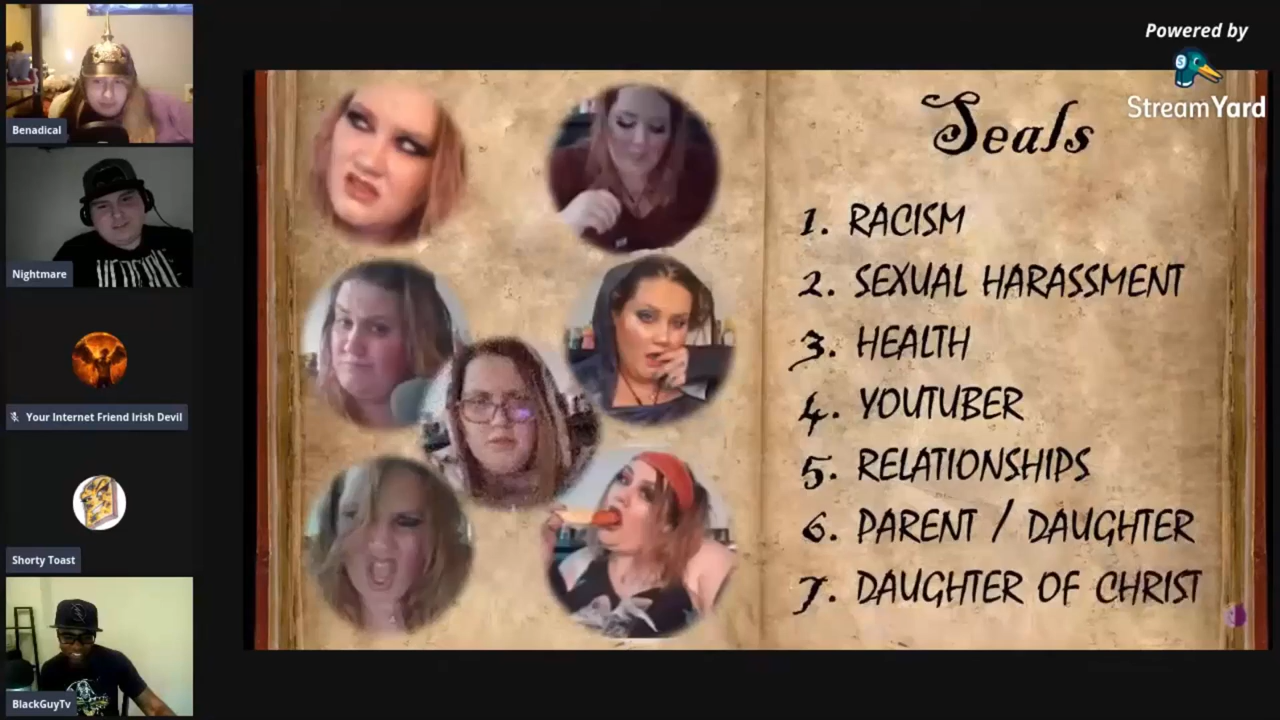 Powered by
StreamYard
Benadical
Nightmare
Your Internet Friend Irish Devil
Shorty Toast
BlackGuyTv
Seals
1. RACISM
2. SEXUAL HARASSMENT
3. HEALTH
4. YOUTUBER
5. RELATIONSHIPS
6. PARENT / DAUGHTER
7. DAUGHTER OF CHRIST